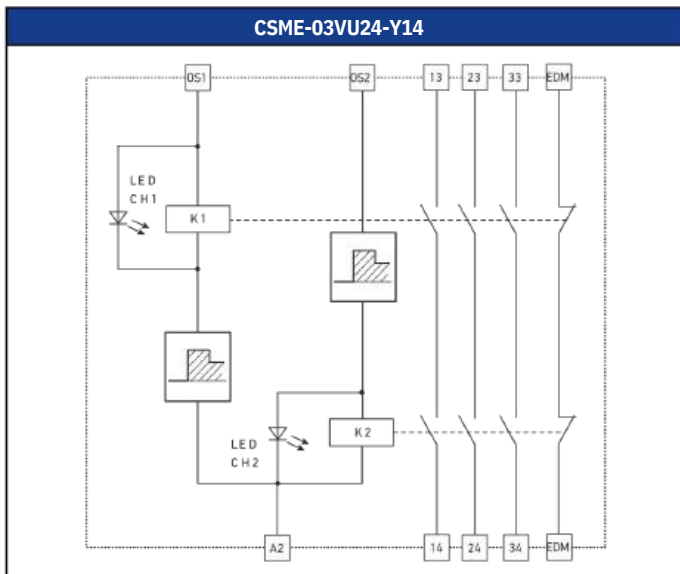 CSME-03VU24-Y14
OS1 OS2 13 23 33 EDM
LED
CH1
K1
LED
CH2
K2
A2 14 24 34 EDM